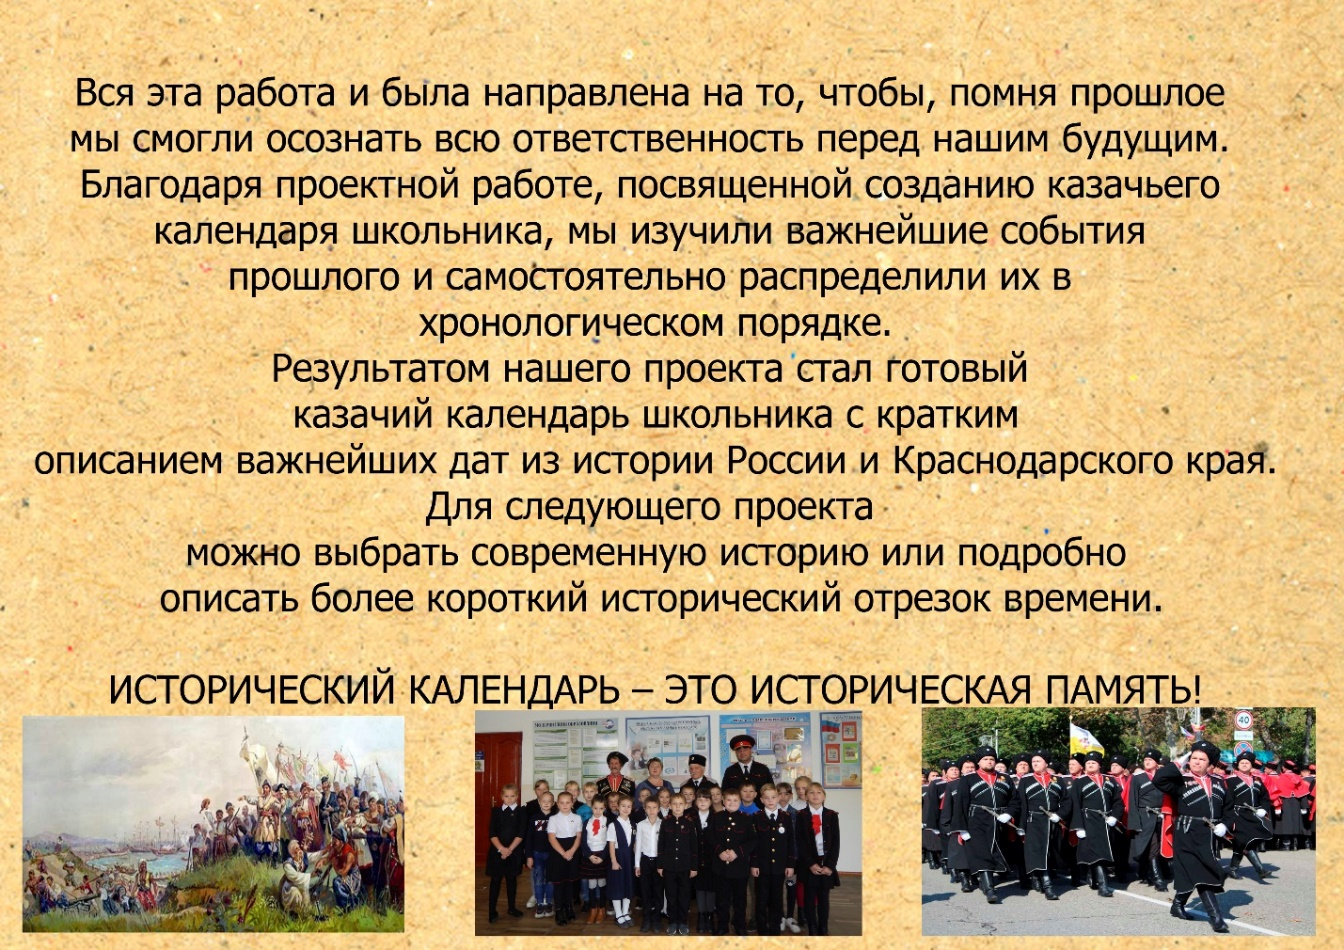 Вся эта работа и была направлена на то, чтобы, помня прошлое
мы смогли осознать всю ответственность перед нашим будущим.
Благодаря проектной работе, посвященной созданию казачьего
календаря школьника, мы изучили важнейшие события
прошлого и самостоятельно распределили их в
хронологическом порядке.
Результатом нашего проекта стал готовый
казачий календарь школьника с кратким
описанием важнейших дат из истории России и Краснодарского края.
Для следующего проекта
можно выбрать современную историю или подробно
описать более короткий исторический отрезок времени.
ИСТОРИЧЕСКИЙ КАЛЕНДАРЬ – ЭТО ИСТОРИЧЕСКАЯ ПАМЯТЬ!
40